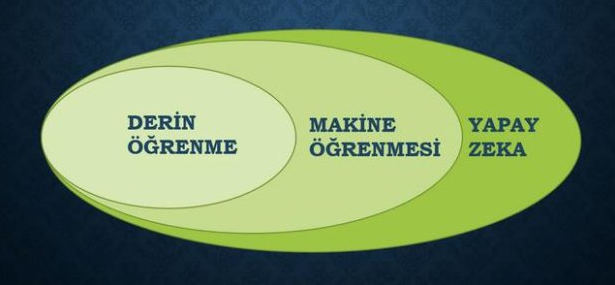 DERİN
ÖĞRENME
MAKİNE
ÖĞRENMESİ
YAPAY
ZEKA